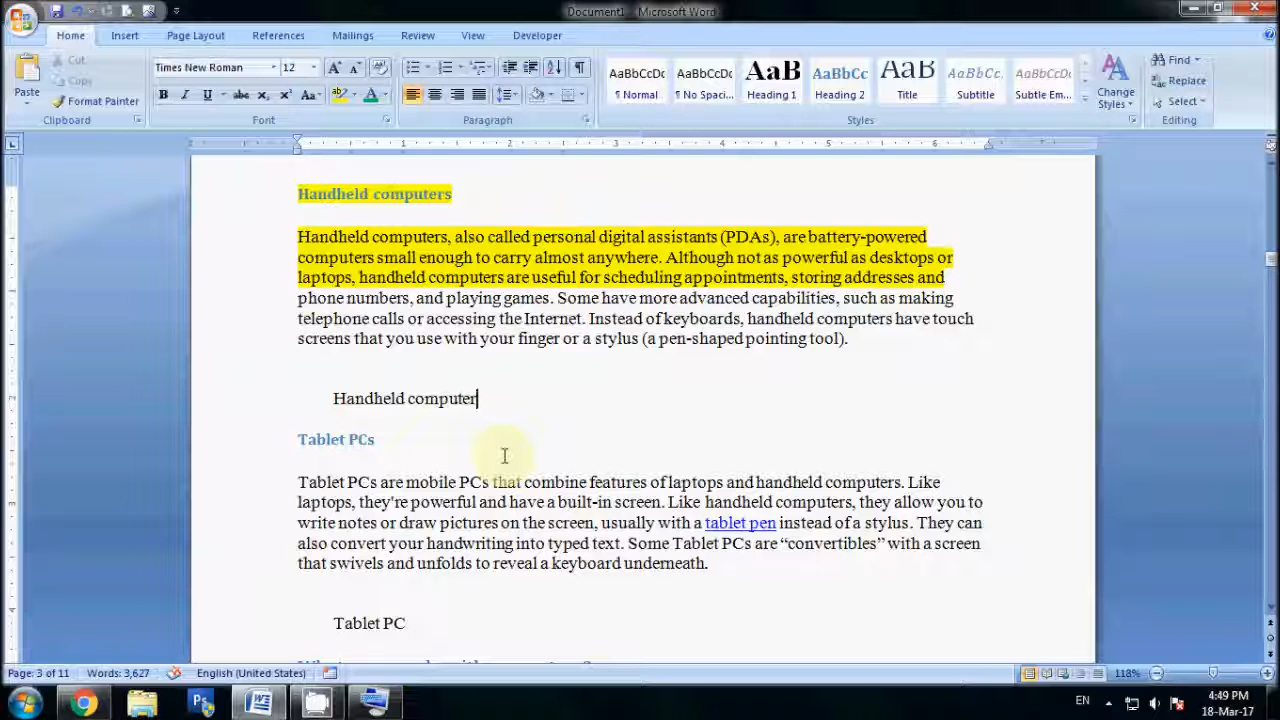 Document1 - Microsoft Word
Home Insert Page Layout References Mailings Review View Developer
Paste
Cut
Copy
Format Painter
Clipboard
Times New Roman 12
Font
Paragraph
AaBbCcDc AaBbCcDc AaBb AaBbCc AaB AaBbCc. AaBbCcDc
¶ Normal ¶ No Spaci... Heading 1 Heading 2 Title Subtitle Subtle Em...
Change Styles
Styles
Find
Replace
Select
Editing
1 2 3 4 5 6
Handheld computers
Handheld computers, also called personal digital assistants (PDAs), are battery-powered
computers small enough to carry almost anywhere. Although not as powerful as desktops or
laptops, handheld computers are useful for scheduling appointments, storing addresses and
phone numbers, and playing games. Some have more advanced capabilities, such as making
telephone calls or accessing the Internet. Instead of keyboards, handheld computers have touch
screens that you use with your finger or a stylus (a pen-shaped pointing tool).
Handheld computer
Tablet PCs
Tablet PCs are mobile PCs that combine features of laptops and handheld computers. Like
laptops, they're powerful and have a built-in screen. Like handheld computers, they allow you to
write notes or draw pictures on the screen, usually with a tablet pen instead of a stylus. They can
also convert your handwriting into typed text. Some Tablet PCs are “convertibles” with a screen
that swivels and unfolds to reveal a keyboard underneath.
Tablet PC
Page: 3 of 11 Words: 3,627 English (United States) 118%
EN 4:49 PM
18-Mar-17